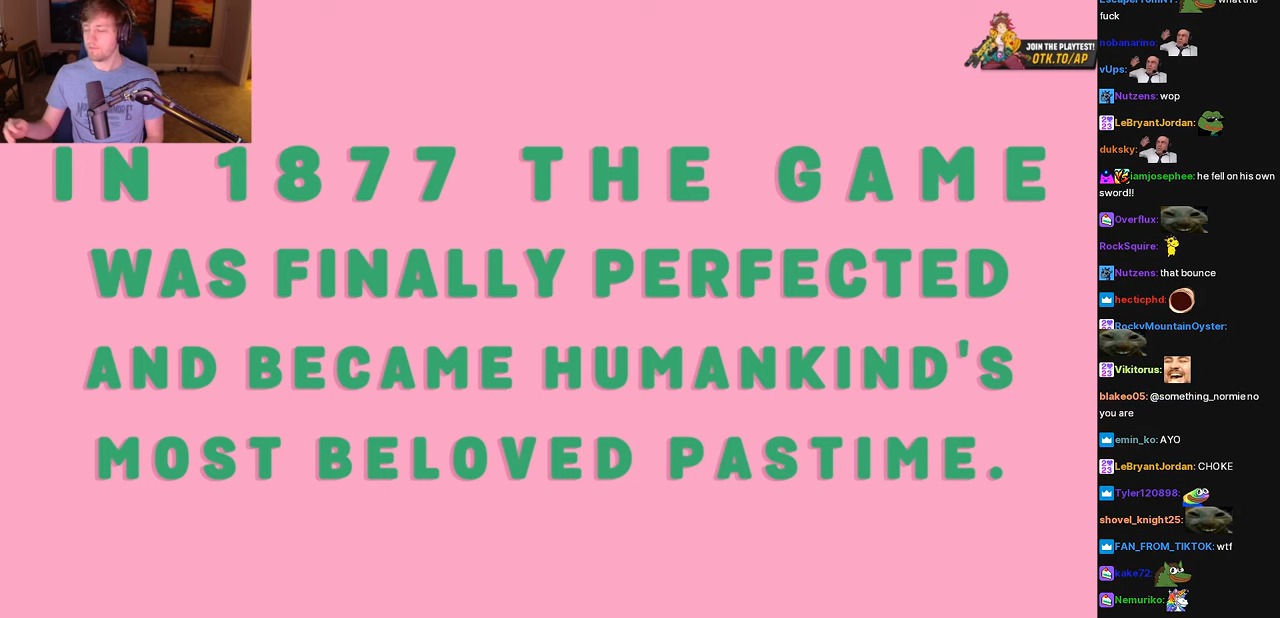 JOIN THE PLAYTEST!
OTK.TO/AP
IN 1877 THE GAME
WAS FINALLY PERFECTED
AND BECAME HUMANKIND'S
MOST BELOVED PASTIME.
what the
fuck
nobanarino:
vUps:
Nutzens: wop
LeBryantJordan:
duksky:
iamjosephee: he fell on his own
sword!!
0verflux:
RockSquire:
Nutzens: that bounce
hecticphd:
RockyMountainOyster:
Vikitorus:
blakeo05: @something_normie no
you are
emin_ko: AYO
LeBryantJordan: CHOKE
Tyler120898:
shovel_knight25:
FAN_FROM_TIKTOK: wtf
kake72:
Nemuriko: